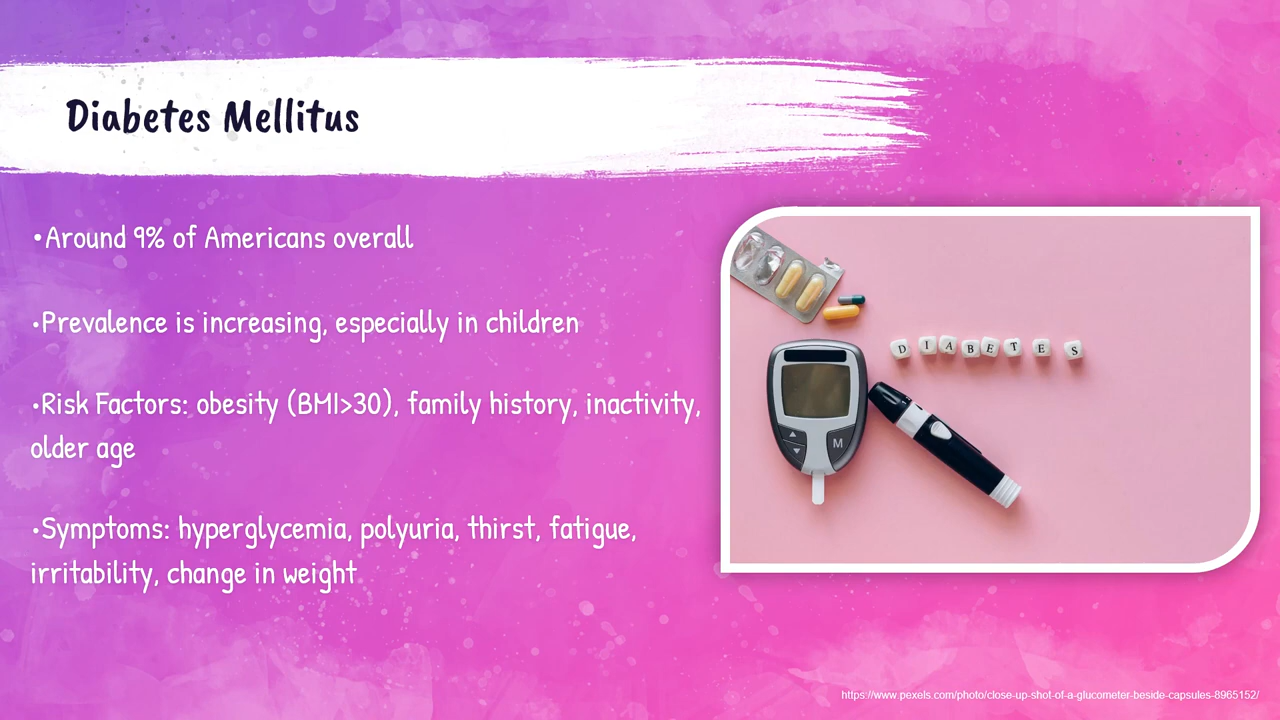 Diabetes Mellitus
•Around 9% of Americans overall
•Prevalence is increasing, especially in children
•Risk Factors: obesity (BMI>30), family history, inactivity,
older age
•Symptoms: hyperglycemia, polyuria, thirst, fatigue,
irritability, change in weight
DIABETES
M
https://www.pexels.com/photo/close-up-shot-of-a-glucometer-beside-capsules-8965152/